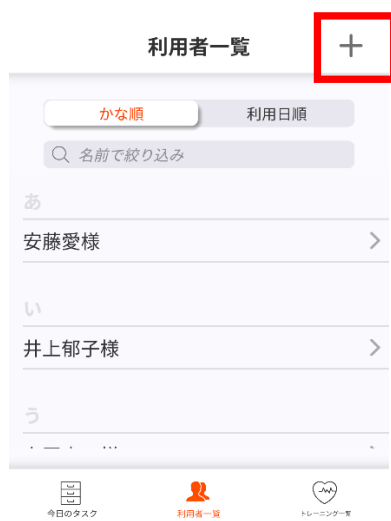 利用者一覧
かな順 利用日順
名前で絞り込み
あ
安藤愛様
い
井上郁子様
う
今日のタスク 利用者一覧 トレーニング一覧